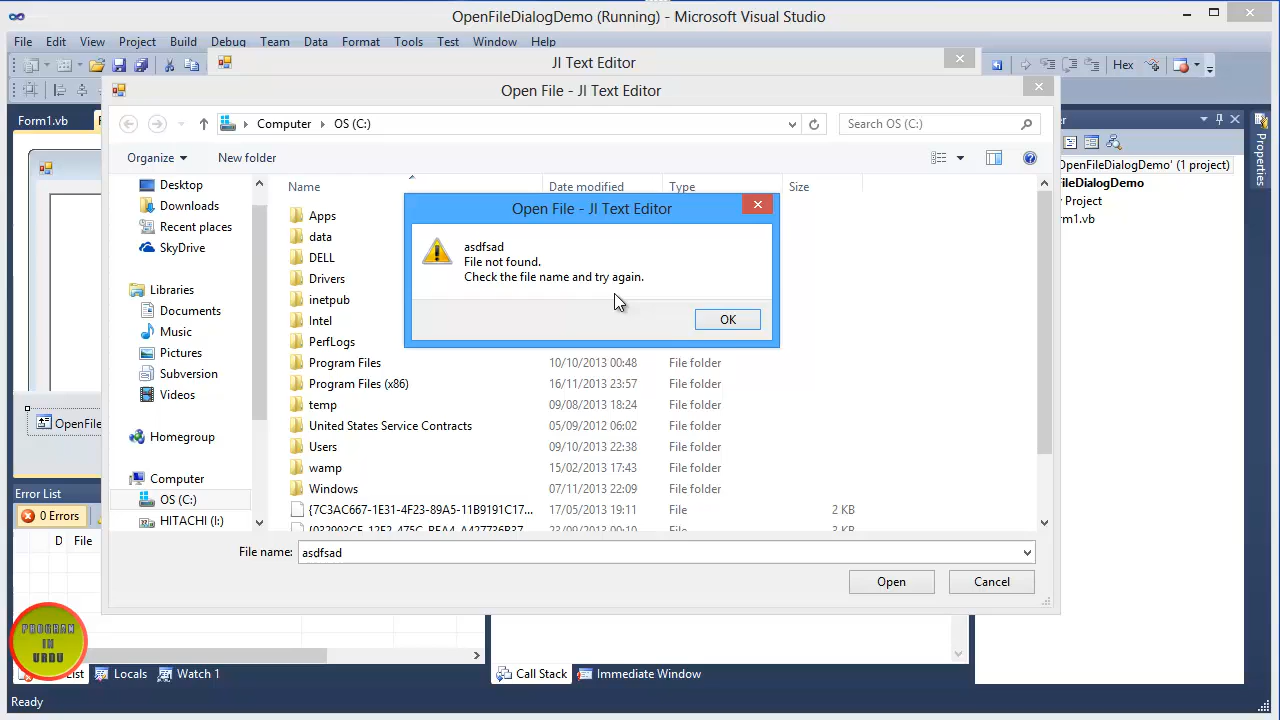 OpenFileDialogDemo (Running) - Microsoft Visual Studio
File Edit View Project Build Debug Team Data Format Tools Test Window Help
JI Text Editor
Hex
Open File - JI Text Editor
Form1.vb
Computer OS (C:)
Search OS (C:)
Organize New folder
OpenFileDialogDemo' (1 project)
FileDialogDemo
Project
rm1.vb
Properties
Name Date modified Type Size
Desktop
Downloads
Recent places
SkyDrive
Libraries
Documents
Music
Pictures
Subversion
Videos
Homegroup
Computer
OS (C:)
HITACHI (I:)
Apps
data
DELL
Drivers
inetpub
Intel
PerfLogs
Program Files 10/10/2013 00:48 File folder
Program Files (x86) 16/11/2013 23:57 File folder
temp 09/08/2013 18:24 File folder
United States Service Contracts 05/09/2012 06:02 File folder
Users 09/10/2013 22:38 File folder
wamp 15/02/2013 17:43 File folder
Windows 07/11/2013 22:09 File folder
{7C3AC667-1E31-4F23-89A5-11B9191C17... 17/05/2013 19:11 File 2 KB
Open File - JI Text Editor
asdfsad
File not found.
Check the file name and try again.
OK
OpenFile
Error List
0 Errors
D File
File name: asdfsad
Open Cancel
PROGRAM
IN
URDU
List Locals Watch 1
Call Stack Immediate Window
Ready